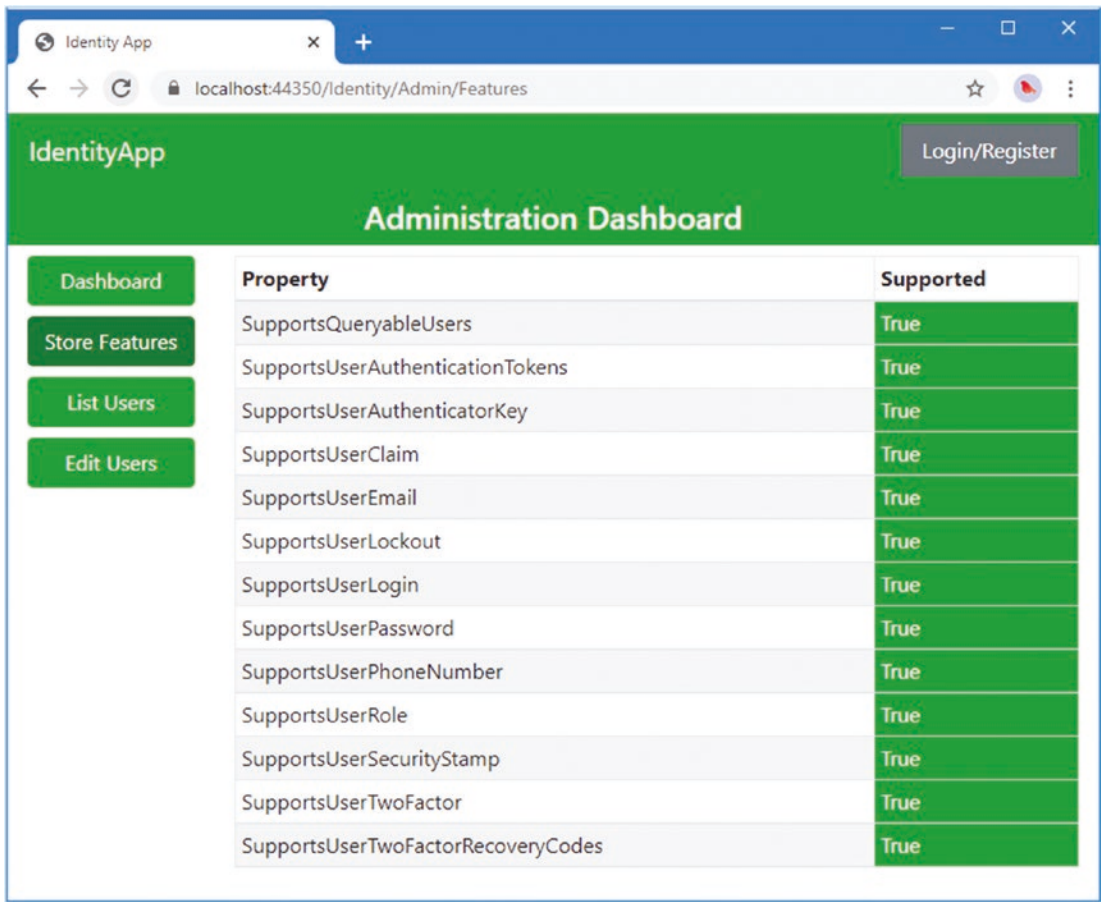 Identity App
localhost:44350/Identity/Admin/Features
IdentityApp
Login/Register
Administration Dashboard
Dashboard
Store Features
List Users
Edit Users
Property Supported
SupportsQueryableUsers True
SupportsUserAuthenticationTokens True
SupportsUserAuthenticatorKey True
SupportsUserClaim True
SupportsUserEmail True
SupportsUserLockout True
SupportsUserLogin True
SupportsUserPassword True
SupportsUserPhoneNumber True
SupportsUserRole True
SupportsUserSecurityStamp True
SupportsUserTwoFactor True
SupportsUserTwoFactorRecoveryCodes True